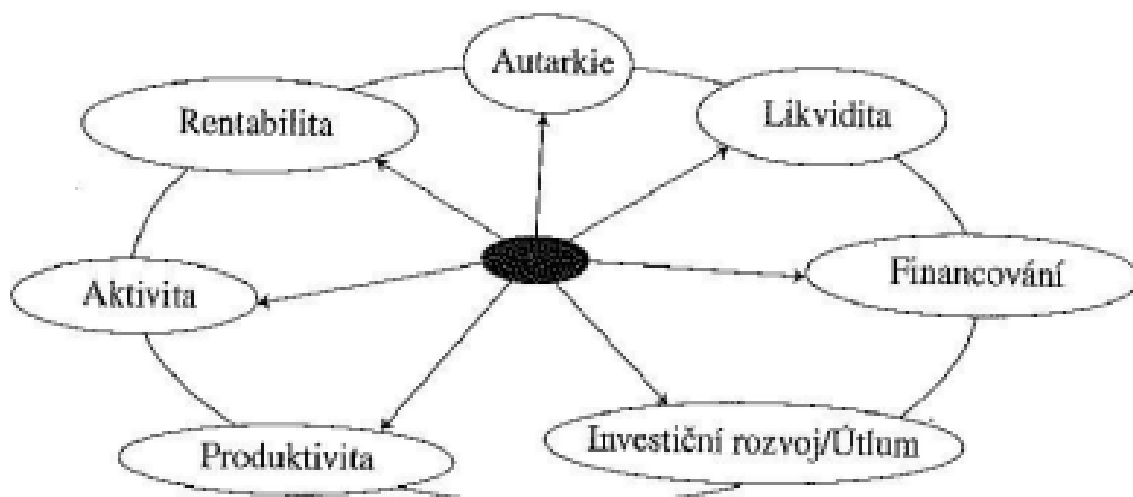 Autarkie
Rentabilita
Likvidita
Aktivita
Financování
Produktivita
Investiční rozvoj/Útlum